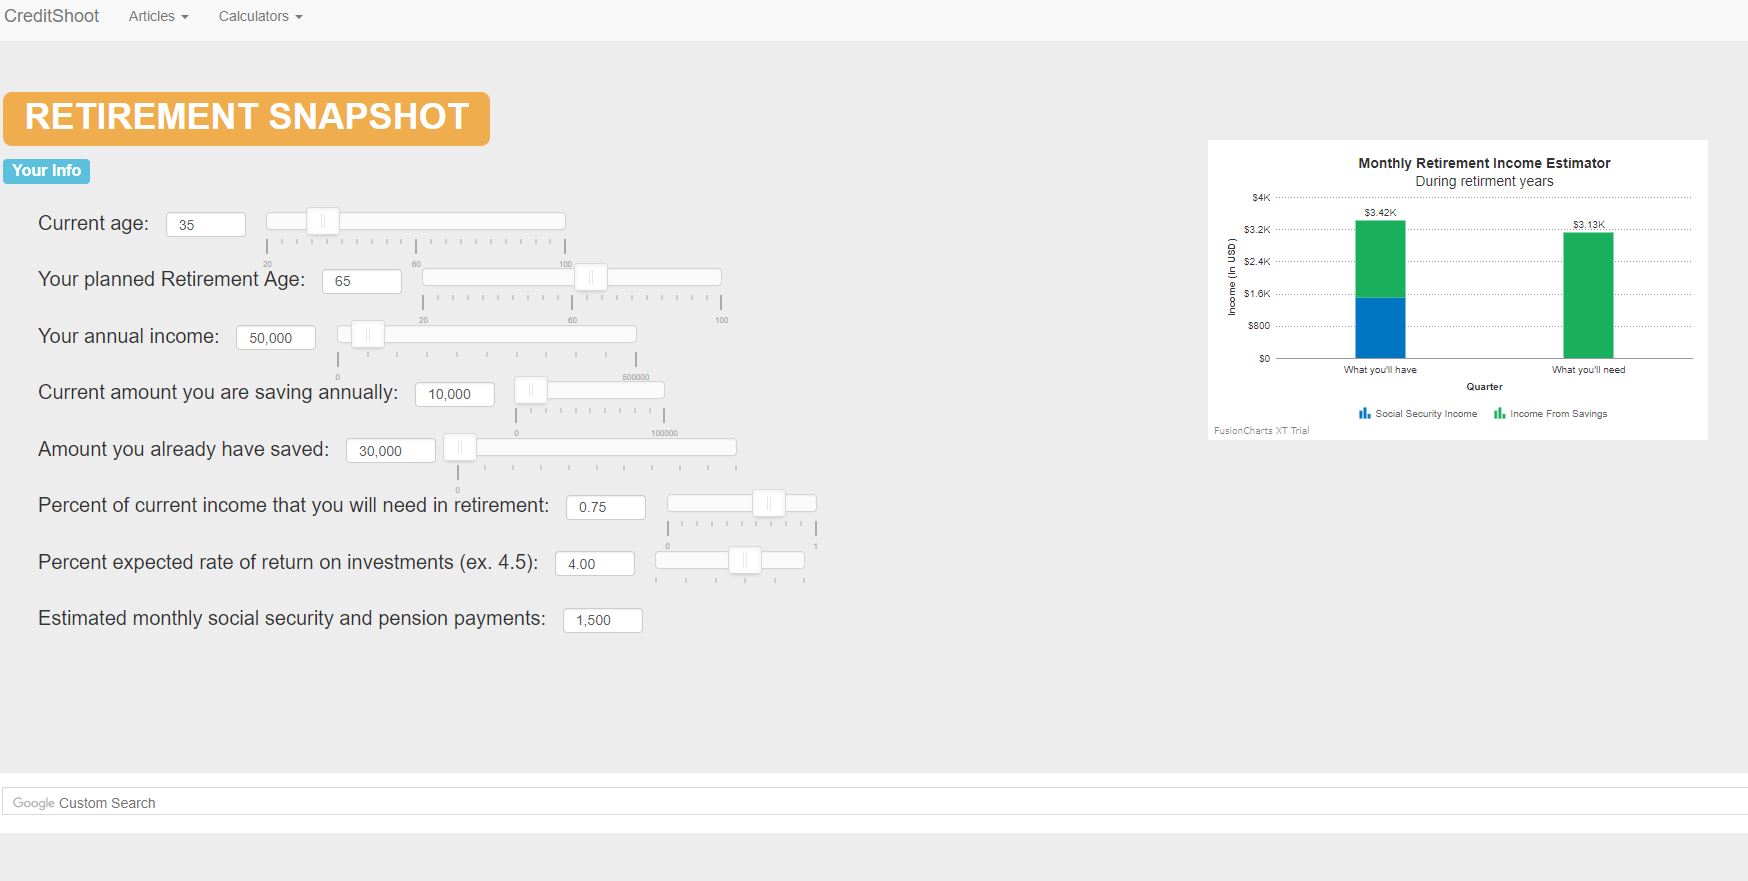 CreditShoot Articles Calculators
RETIREMENT SNAPSHOT
Your Info
Current age: 35
20 60 100
Your planned Retirement Age: 65
20 60 100
Your annual income: 50,000
0 500000
Current amount you are saving annually: 10,000
0 100000
Amount you already have saved: 30,000
0
Percent of current income that you will need in retirement: 0.75
0 1
Percent expected rate of return on investments (ex. 4.5): 4.00
Estimated monthly social security and pension payments: 1,500
Monthly Retirement Income Estimator
During retirment years
Income (In USD)
$4K
$3.2K
$2.4K
$1.6K
$800
$0
$3.42K
$3.13K
What you'll have What you'll need
Quarter
Social Security Income Income From Savings
FusionCharts XT Trial
Google Custom Search